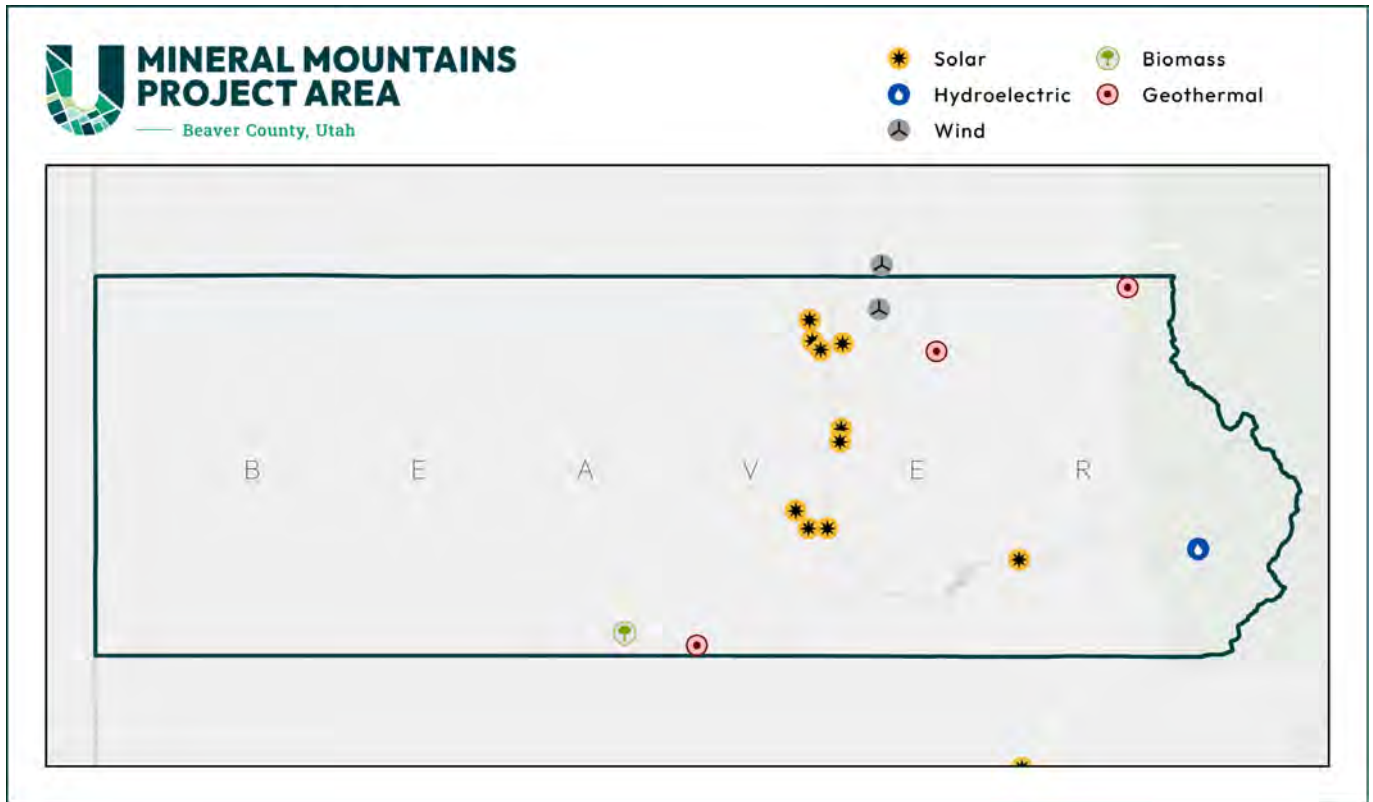 MINERAL MOUNTAINS
PROJECT AREA
Beaver County, Utah
Solar
Hydroelectric
Wind
Biomass
Geothermal
B E A V E R